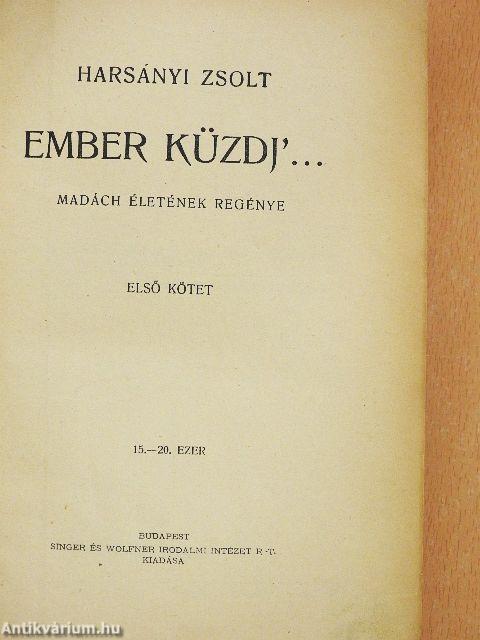 HARSÁNYI ZSOLT
EMBER KÜZDJ'...
MADÁCH ÉLETÉNEK REGÉNYE
ELSŐ KÖTET
15.—20. EZER
BUDAPEST
SINGER ÉS WOLFNER IRODALMI INTÉZET R.-T.
KIADÁSA
Antikvárium.hu